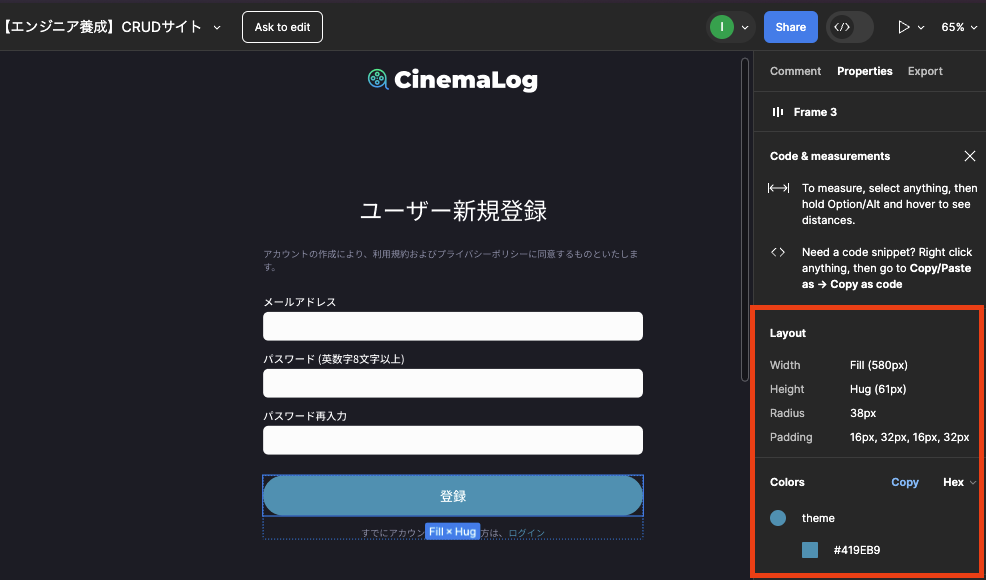 【エンジニア養成】CRUDサイト
Ask to edit
I
Share
</>
65%
CinemaLog
ユーザー新規登録
アカウントの作成により、利用規約およびプライバシーポリシーに同意するものといたしま
す。
メールアドレス
パスワード (英数字8文字以上)
パスワード再入力
登録
すでにアカウン
Fill × Hug
方は、ログイン
Comment Properties Export
Frame 3
Code & measurements
To measure, select anything, then
hold Option/Alt and hover to see
distances.
Need a code snippet? Right click
anything, then go to Copy/Paste
as → Copy as code
Layout
Width Fill (580px)
Height Hug (61px)
Radius 38px
Padding 16px, 32px, 16px, 32px
Colors Copy Hex
theme
#419EB9